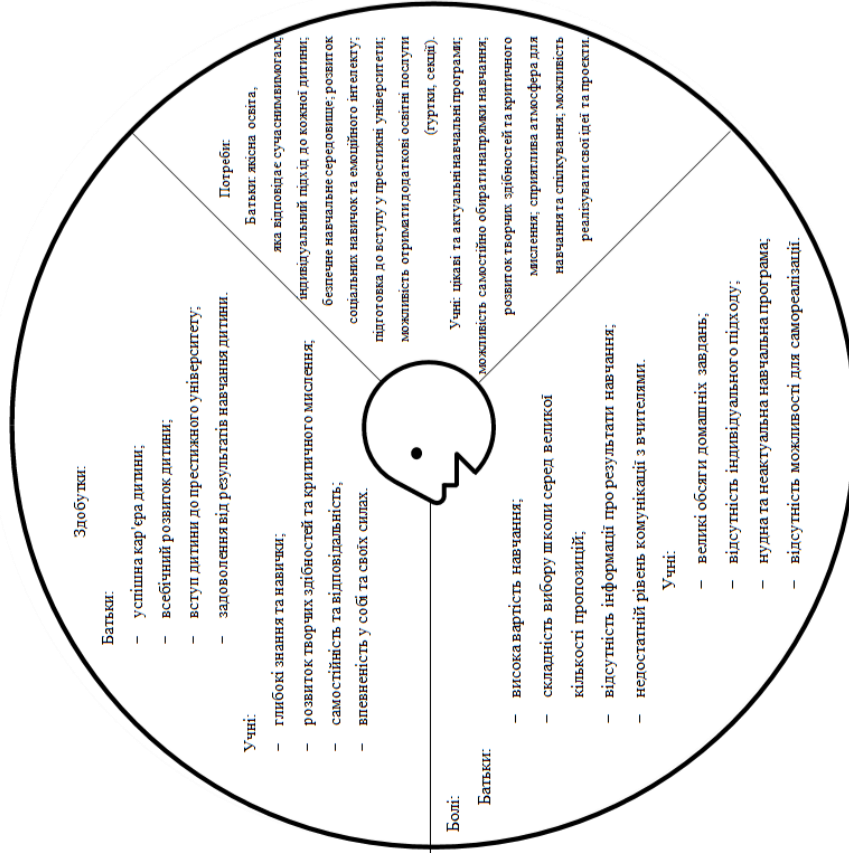 Здобутки:
Батьки:
– успішна кар'єра дитини;
– всебічний розвиток дитини;
– вступ дитини до престижного університету;
– задоволення від результатів навчання дитини.
Учні:
– глибокі знання та навички;
– розвиток творчих здібностей та критичного мислення;
– самостійність та відповідальність;
– впевненість у собі та своїх силах.
Потреби:
Батьки: якісна освіта,
яка відповідає сучасним вимогам;
індивідуальний підхід до кожної дитини;
безпечне навчальне середовище; розвиток
соціальних навичок та емоційного інтелекту;
підготовка до вступу у престижні університети;
можливість отримати додаткові освітні послуги
(гуртки, секції).
Учні: цікаві та актуальні навчальні програми;
можливість самостійно обирати напрямки навчання;
розвиток творчих здібностей та критичного
мислення; сприятлива атмосфера для
навчання та спілкування; можливість
реалізувати свої ідеї та проєкти.
Болі:
Батьки:
– висока вартість навчання;
– складність вибору школи серед великої
кількості пропозицій;
– відсутність інформації про результати навчання;
– недостатній рівень комунікації з вчителями.
Учні:
– великі обсяги домашніх завдань;
– відсутність індивідуального підходу;
– нудна та неактуальна навчальна програма;
– відсутність можливості для самореалізації.